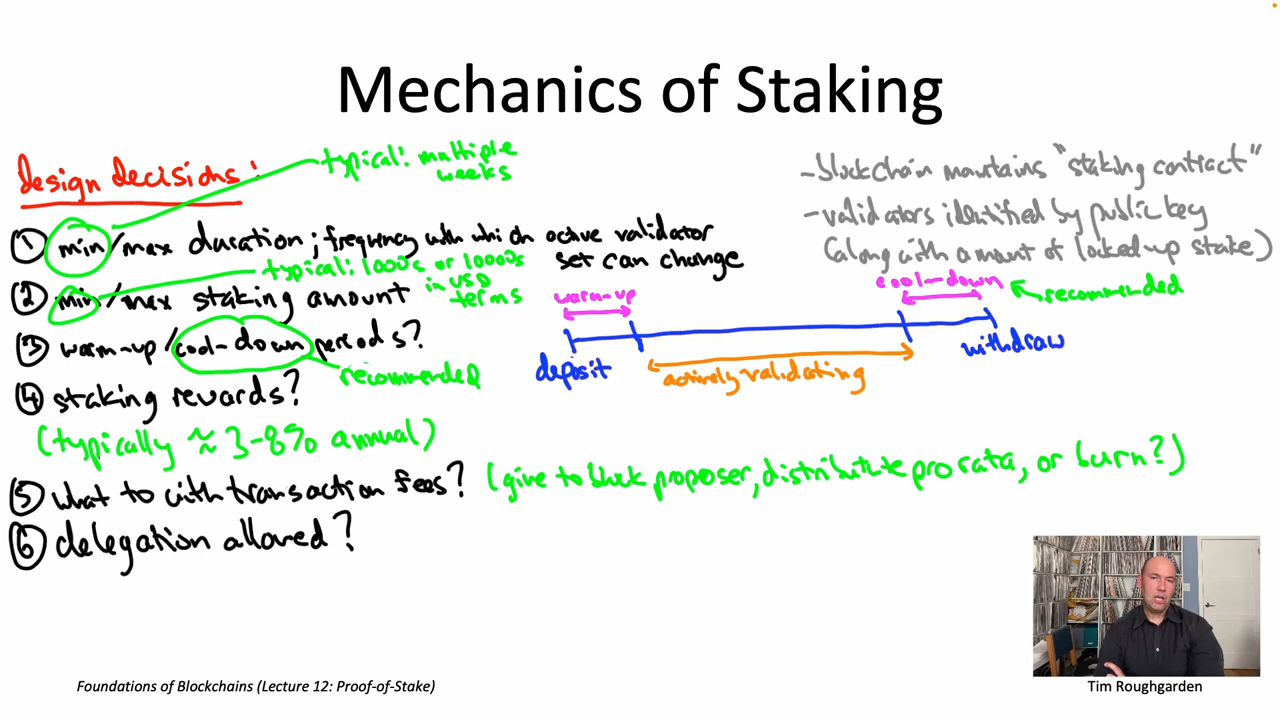 Mechanics of Staking
design decisions:
typical: multiple
weeks
- blockchain maintains "staking contract"
- validators identified by public key
(along with amount of locked-up stake)
① min/max duration; frequency with which active validator
set can change
typical: 1000s or 10000s
in USD
terms
② min/max staking amount
③ warm-up/cool-down periods?
recommended
warm-up
cool-down
recommended
deposit
actively validating
withdraw
④ staking rewards?
(typically ≈ 3-8% annual)
⑤ what to with transaction fees? (give to block proposer, distribute pro rata, or burn?)
⑥ delegation allowed?
Foundations of Blockchains (Lecture 12: Proof-of-Stake)
Tim Roughgarden